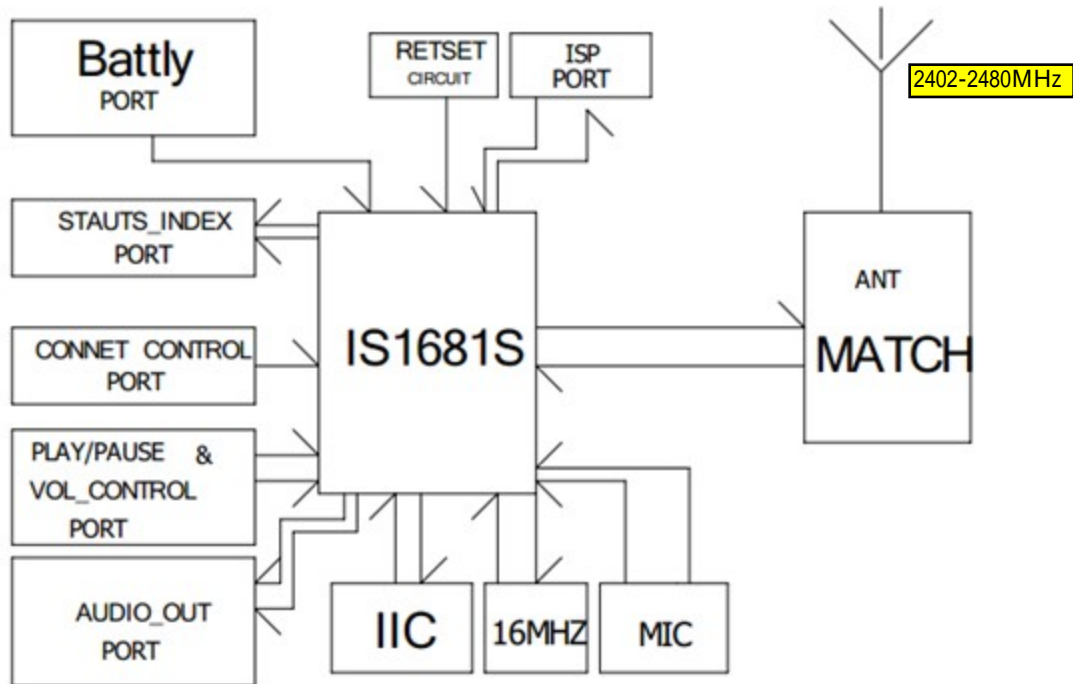 Battly
PORT
RETSET
CIRCUIT
ISP
PORT
2402-2480MHz
STAUTS_INDEX
PORT
ANT
MATCH
CONNET CONTROL
PORT
IS1681S
PLAY/PAUSE &
VOL_CONTROL
PORT
AUDIO_OUT
PORT
IIC
16MHZ
MIC